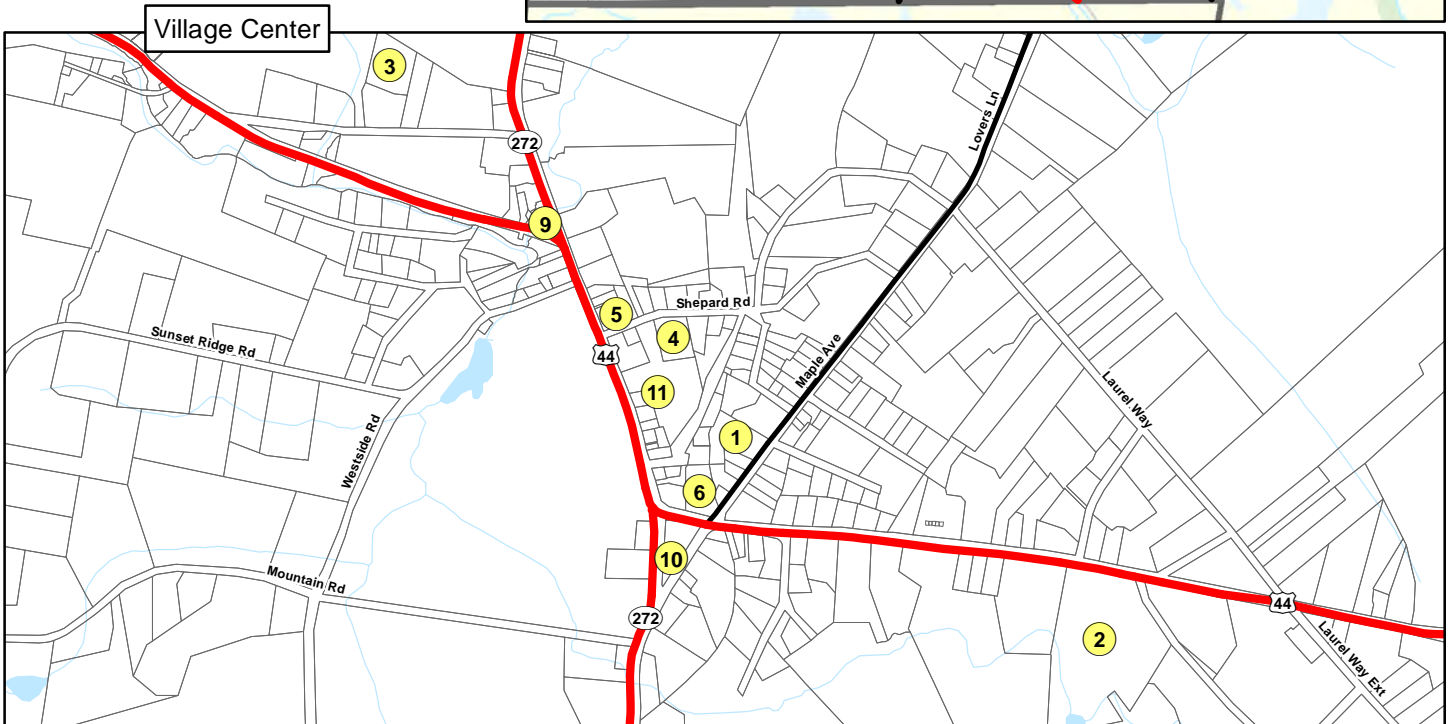 Village Center
3
272
Lovers Ln
9
5
Shepard Rd
4
Sunset Ridge Rd
44
Maple Ave
11
Laurel Way
1
Westside Rd
6
10
Mountain Rd
272
44
2
Laurel Way Ext